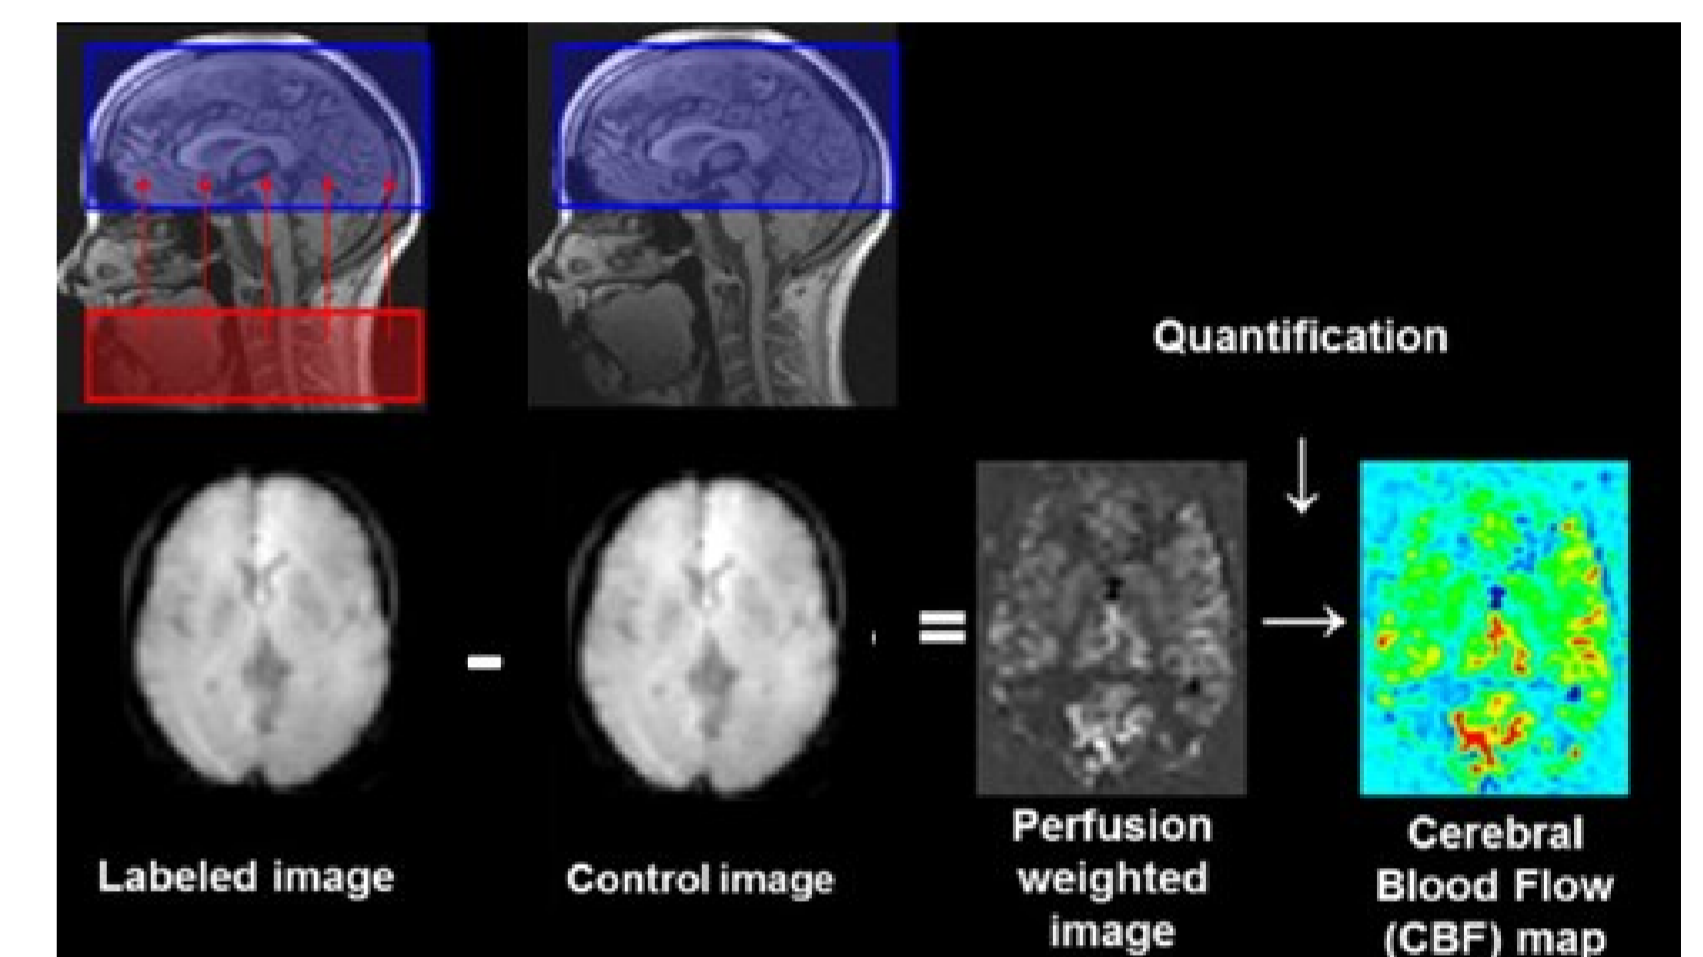 Quantification
Labeled image
-
Control image
=
Perfusion
weighted
image
Cerebral
Blood Flow
(CBF) map